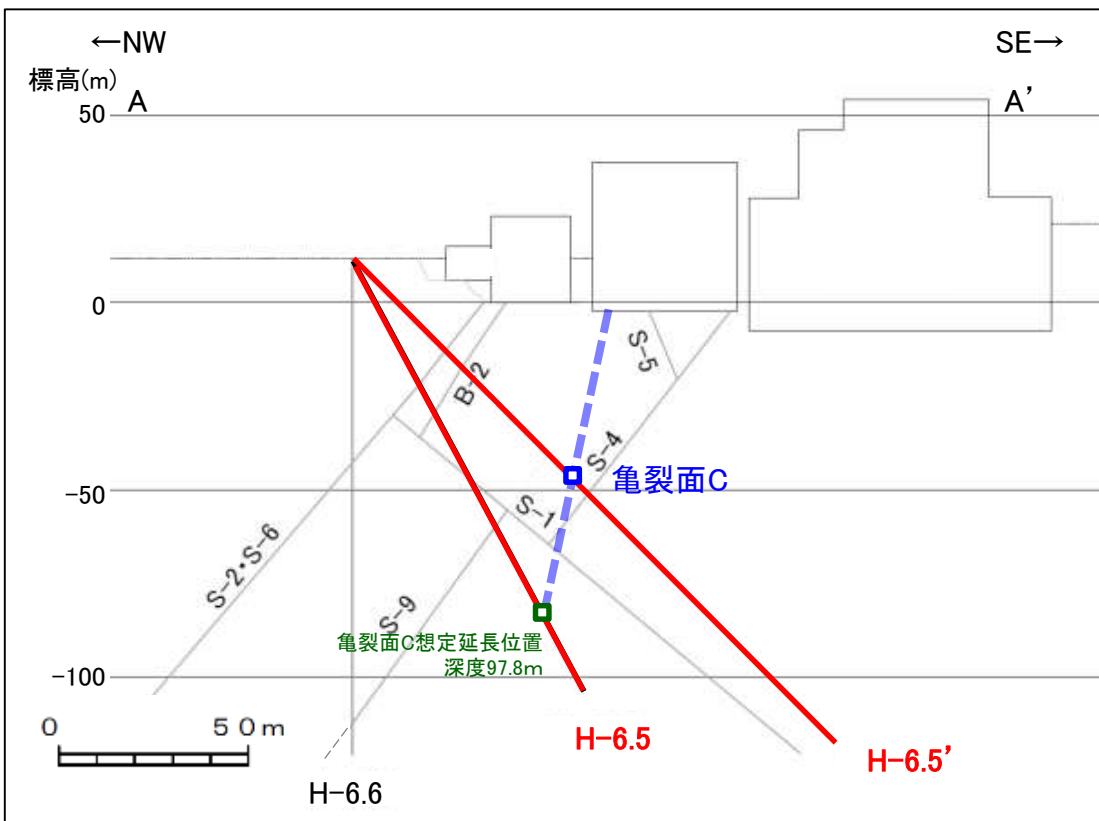 ←NW
SE→
標高(m)
A
A’
50
0
B-2
S-5
S-4
亀裂面C
-50
S-1
S-2・S-6
S-9
亀裂面C想定延長位置
深度97.8m
-100
0 50m
H-6.5
H-6.5’
H-6.6